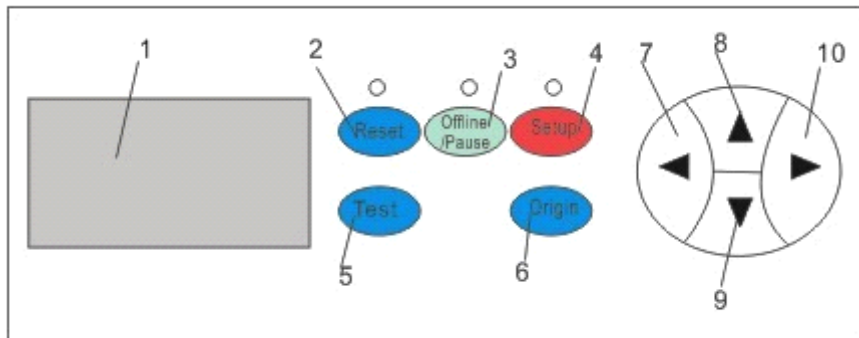 1 2 3 4 7 8 10
Reset Offline/ Setup
/Pause
Test Origin
5 6 9